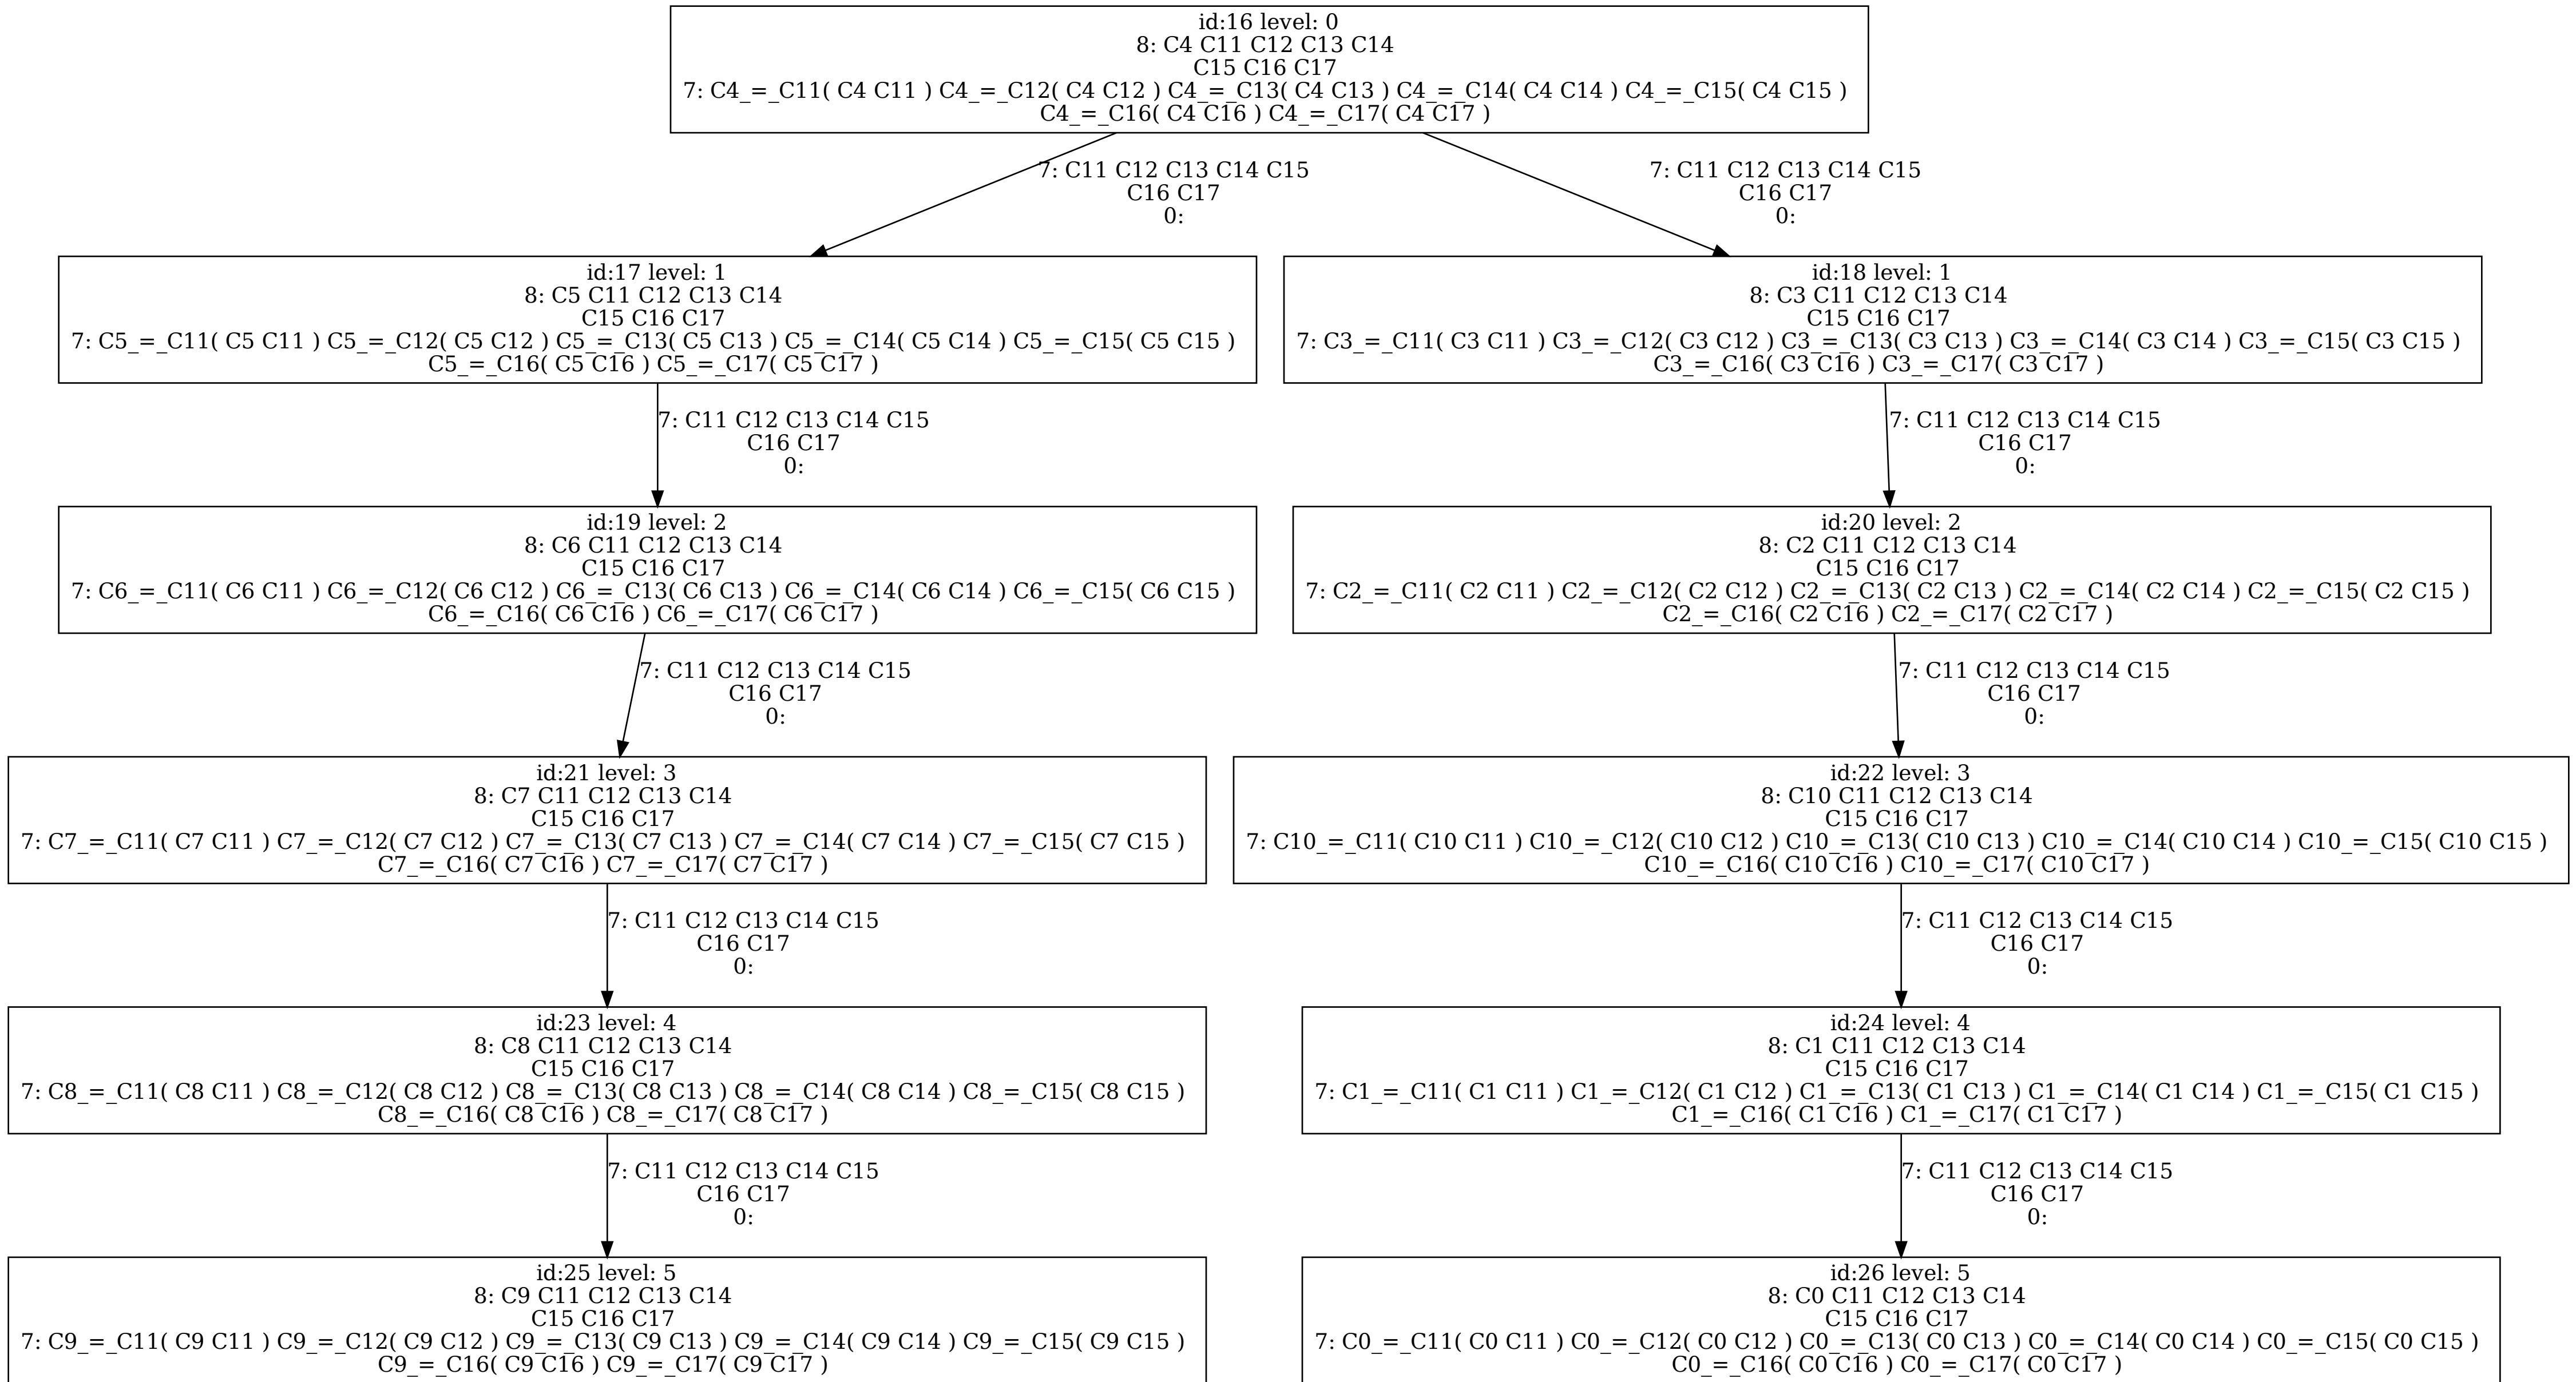 id:16 level: 0
8: C4 C11 C12 C13 C14
C15 C16 C17
7: C4_=_C11( C4 C11 ) C4_=_C12( C4 C12 ) C4_=_C13( C4 C13 ) C4_=_C14( C4 C14 ) C4_=_C15( C4 C15 )
C4_=_C16( C4 C16 ) C4_=_C17( C4 C17 )
7: C11 C12 C13 C14 C15
C16 C17
0:
7: C11 C12 C13 C14 C15
C16 C17
0:
id:17 level: 1
8: C5 C11 C12 C13 C14
C15 C16 C17
7: C5_=_C11( C5 C11 ) C5_=_C12( C5 C12 ) C5_=_C13( C5 C13 ) C5_=_C14( C5 C14 ) C5_=_C15( C5 C15 )
C5_=_C16( C5 C16 ) C5_=_C17( C5 C17 )
id:18 level: 1
8: C3 C11 C12 C13 C14
C15 C16 C17
7: C3_=_C11( C3 C11 ) C3_=_C12( C3 C12 ) C3_=_C13( C3 C13 ) C3_=_C14( C3 C14 ) C3_=_C15( C3 C15 )
C3_=_C16( C3 C16 ) C3_=_C17( C3 C17 )
7: C11 C12 C13 C14 C15
C16 C17
0:
7: C11 C12 C13 C14 C15
C16 C17
0:
id:19 level: 2
8: C6 C11 C12 C13 C14
C15 C16 C17
7: C6_=_C11( C6 C11 ) C6_=_C12( C6 C12 ) C6_=_C13( C6 C13 ) C6_=_C14( C6 C14 ) C6_=_C15( C6 C15 )
C6_=_C16( C6 C16 ) C6_=_C17( C6 C17 )
id:20 level: 2
8: C2 C11 C12 C13 C14
C15 C16 C17
7: C2_=_C11( C2 C11 ) C2_=_C12( C2 C12 ) C2_=_C13( C2 C13 ) C2_=_C14( C2 C14 ) C2_=_C15( C2 C15 )
C2_=_C16( C2 C16 ) C2_=_C17( C2 C17 )
7: C11 C12 C13 C14 C15
C16 C17
0:
7: C11 C12 C13 C14 C15
C16 C17
0:
id:21 level: 3
8: C7 C11 C12 C13 C14
C15 C16 C17
7: C7_=_C11( C7 C11 ) C7_=_C12( C7 C12 ) C7_=_C13( C7 C13 ) C7_=_C14( C7 C14 ) C7_=_C15( C7 C15 )
C7_=_C16( C7 C16 ) C7_=_C17( C7 C17 )
id:22 level: 3
8: C10 C11 C12 C13 C14
C15 C16 C17
7: C10_=_C11( C10 C11 ) C10_=_C12( C10 C12 ) C10_=_C13( C10 C13 ) C10_=_C14( C10 C14 ) C10_=_C15( C10 C15 )
C10_=_C16( C10 C16 ) C10_=_C17( C10 C17 )
7: C11 C12 C13 C14 C15
C16 C17
0:
7: C11 C12 C13 C14 C15
C16 C17
0:
id:23 level: 4
8: C8 C11 C12 C13 C14
C15 C16 C17
7: C8_=_C11( C8 C11 ) C8_=_C12( C8 C12 ) C8_=_C13( C8 C13 ) C8_=_C14( C8 C14 ) C8_=_C15( C8 C15 )
C8_=_C16( C8 C16 ) C8_=_C17( C8 C17 )
id:24 level: 4
8: C1 C11 C12 C13 C14
C15 C16 C17
7: C1_=_C11( C1 C11 ) C1_=_C12( C1 C12 ) C1_=_C13( C1 C13 ) C1_=_C14( C1 C14 ) C1_=_C15( C1 C15 )
C1_=_C16( C1 C16 ) C1_=_C17( C1 C17 )
7: C11 C12 C13 C14 C15
C16 C17
0:
7: C11 C12 C13 C14 C15
C16 C17
0:
id:25 level: 5
8: C9 C11 C12 C13 C14
C15 C16 C17
7: C9_=_C11( C9 C11 ) C9_=_C12( C9 C12 ) C9_=_C13( C9 C13 ) C9_=_C14( C9 C14 ) C9_=_C15( C9 C15 )
C9_=_C16( C9 C16 ) C9_=_C17( C9 C17 )
id:26 level: 5
8: C0 C11 C12 C13 C14
C15 C16 C17
7: C0_=_C11( C0 C11 ) C0_=_C12( C0 C12 ) C0_=_C13( C0 C13 ) C0_=_C14( C0 C14 ) C0_=_C15( C0 C15 )
C0_=_C16( C0 C16 ) C0_=_C17( C0 C17 )